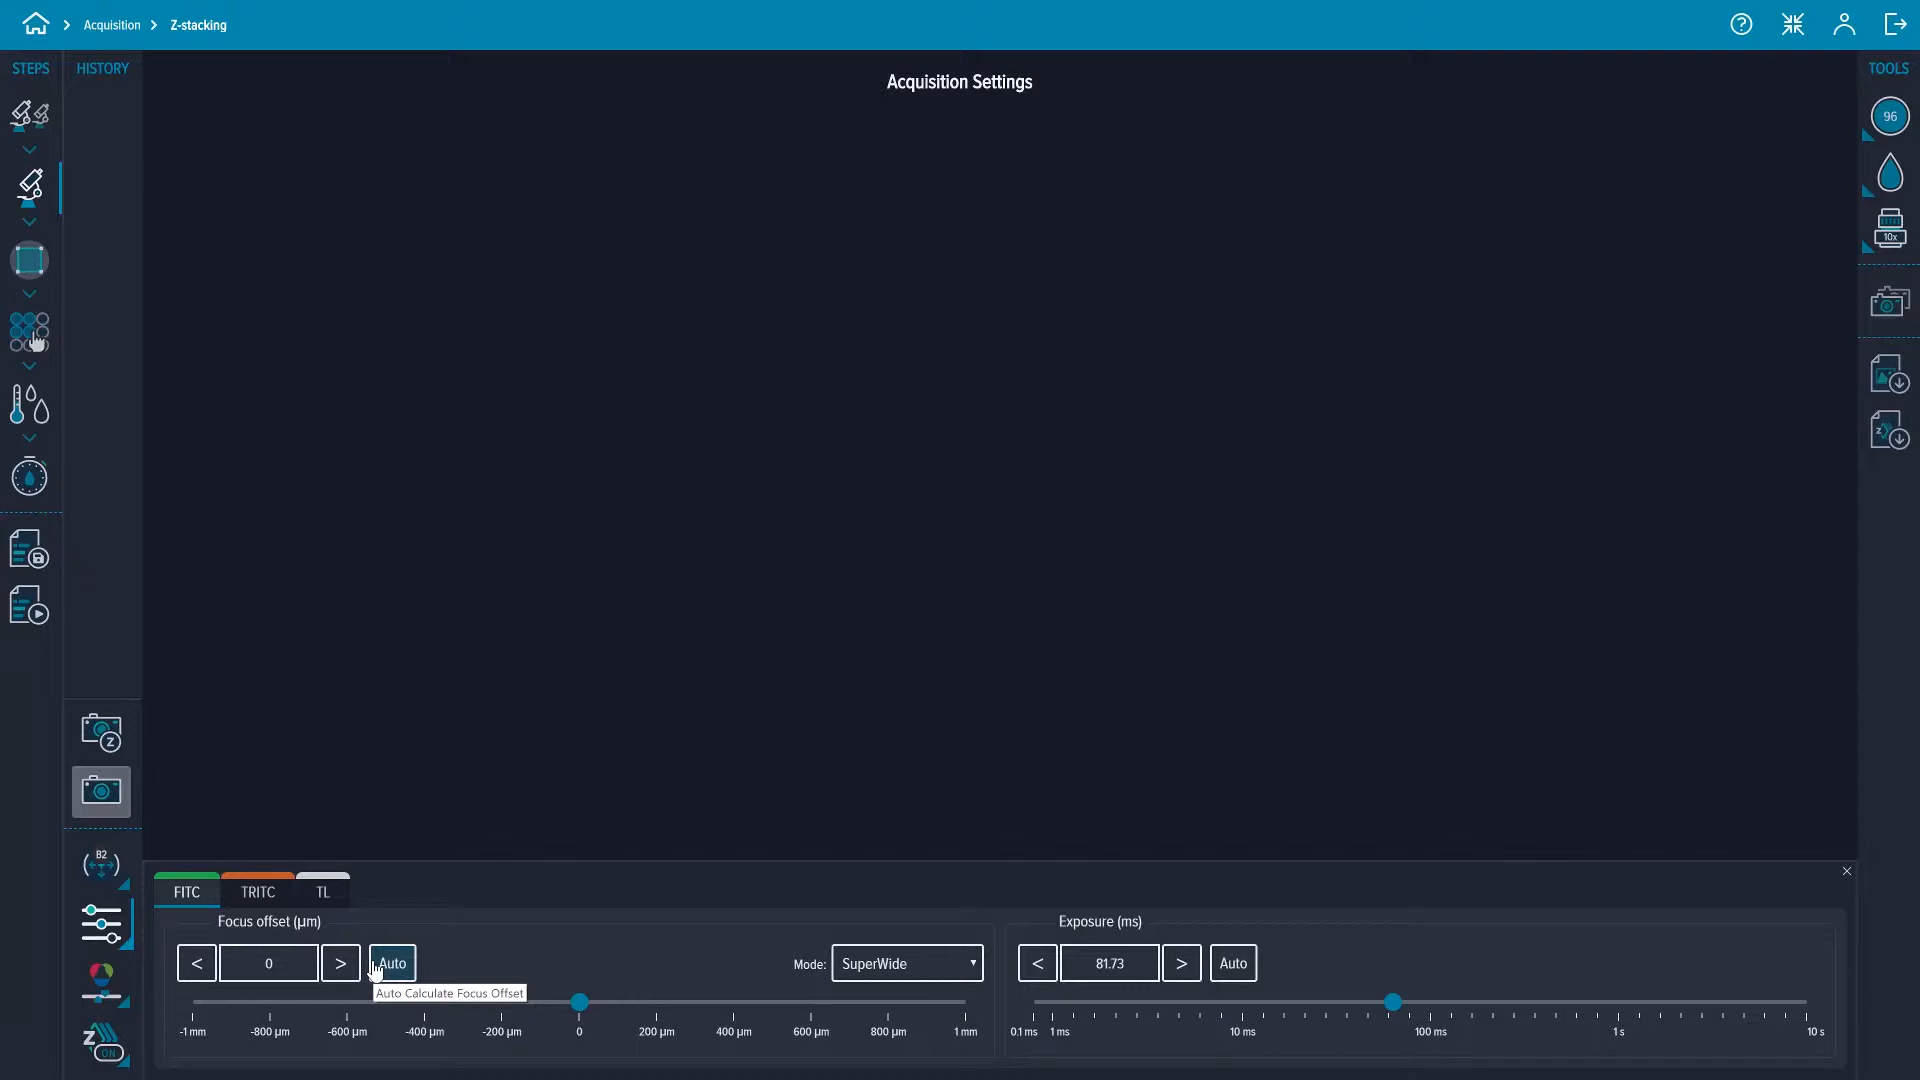 Acquisition
Z-stacking
STEPS
HISTORY
Acquisition Settings
TOOLS
96
10x
Z
Z
B2
Z
ON
FITC
TRITC
TL
Focus offset (µm)
<
0
>
Auto
Mode:
SuperWide
Auto Calculate Focus Offset
-1 mm
-800 µm
-600 µm
-400 µm
-200 µm
0
200 µm
400 µm
600 µm
800 µm
1 mm
Exposure (ms)
<
81.73
>
Auto
0.1 ms
1 ms
10 ms
100 ms
1 s
10 s